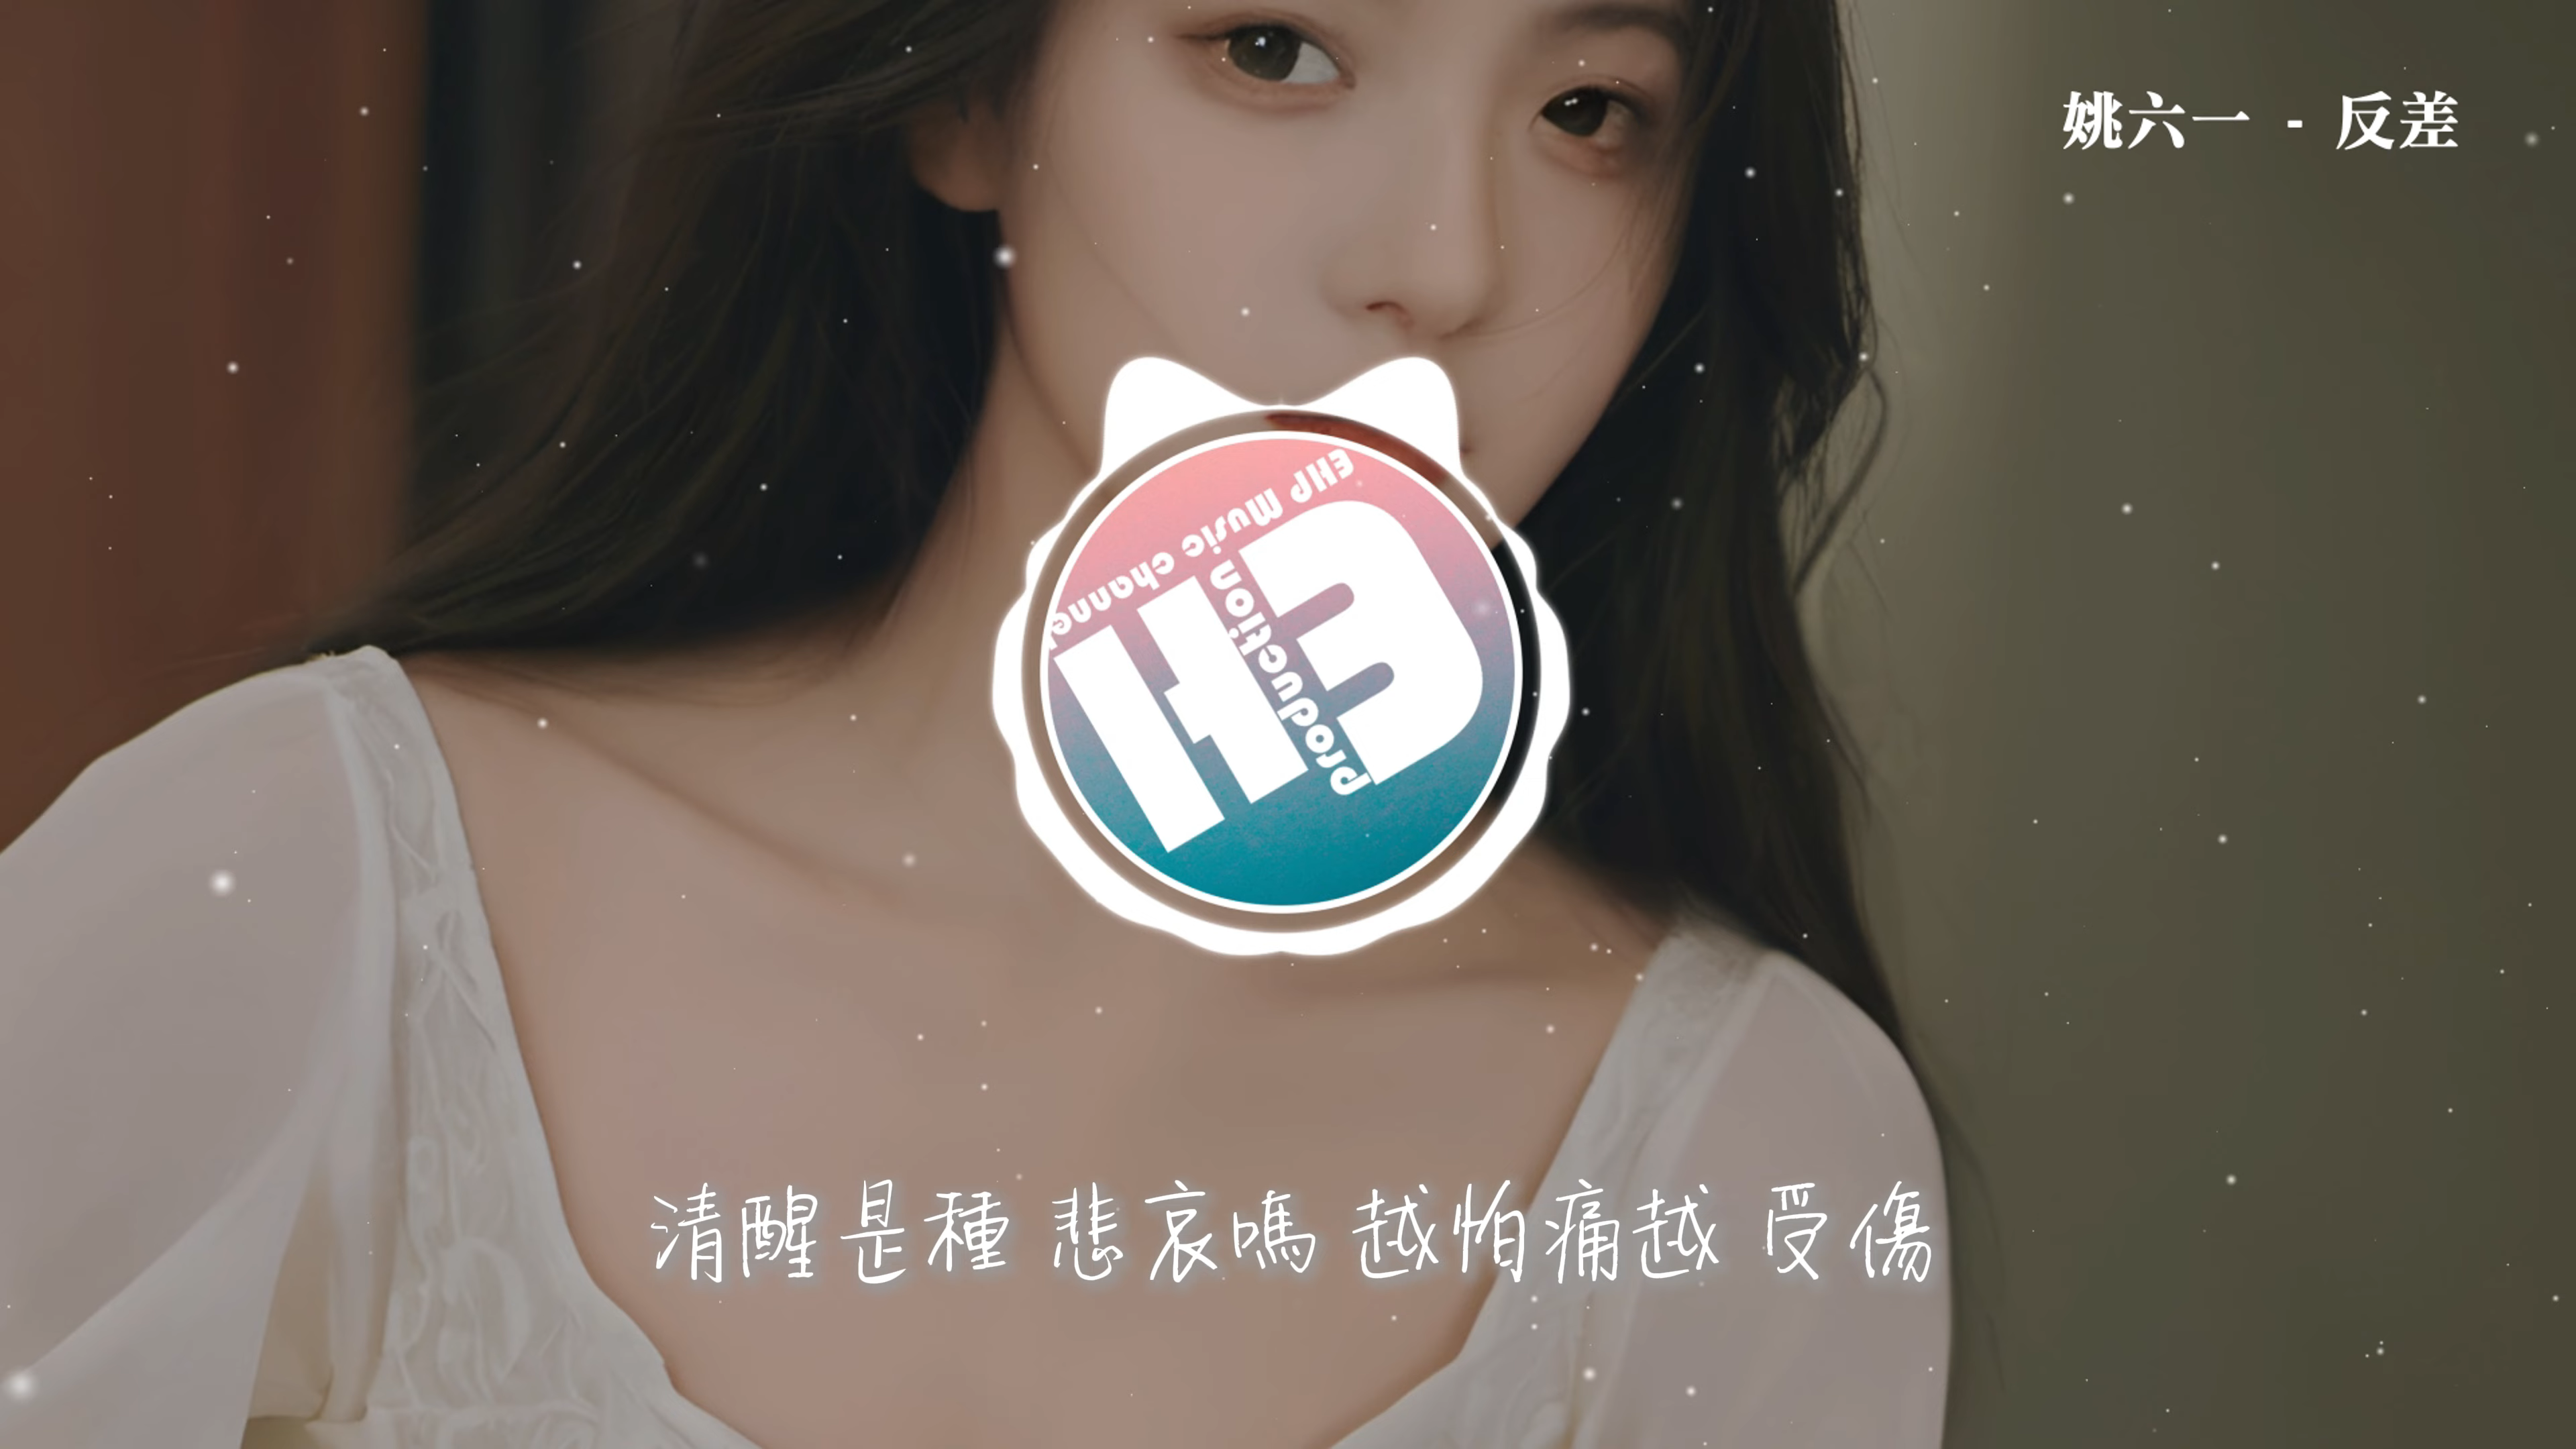 姚六一 - 反差
EHP Music channel
EH
production
清醒是種 悲哀嗎 越怕痛越 受傷